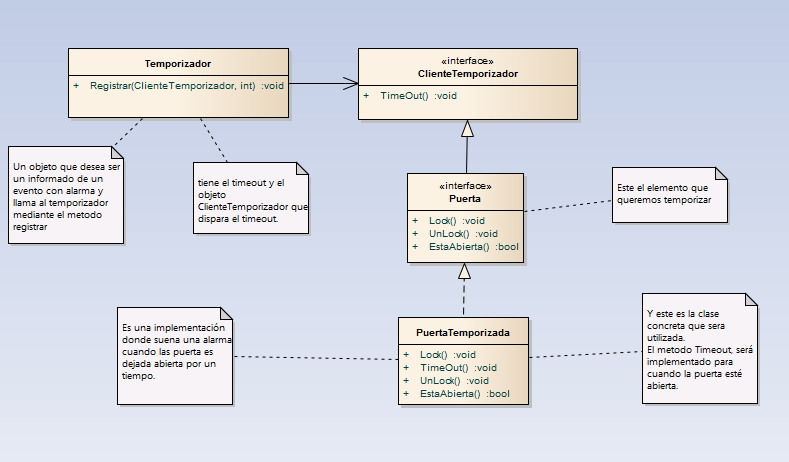 Temporizador
+ Registrar(ClienteTemporizador, int) :void
«interface»
ClienteTemporizador
+ TimeOut() :void
Un objeto que desea ser
un informado de un
evento con alarma y
llama al temporizador
mediante el metodo
registrar
tiene el timeout y el
objeto
ClienteTemporizador que
dispara el timeout.
«interface»
Puerta
+ Lock() :void
+ UnLock() :void
+ EstaAbierta() :bool
Este el elemento que
queremos temporizar
Es una implementación
donde suena una alarma
cuando las puerta es
dejada abierta por un
tiempo.
PuertaTemporizada
+ Lock() :void
+ TimeOut() :void
+ UnLock() :void
+ EstaAbierta() :bool
Y este es la clase
concreta que sera
utilizada.
El metodo Timeout, será
implementado para
cuando la puerta esté
abierta.